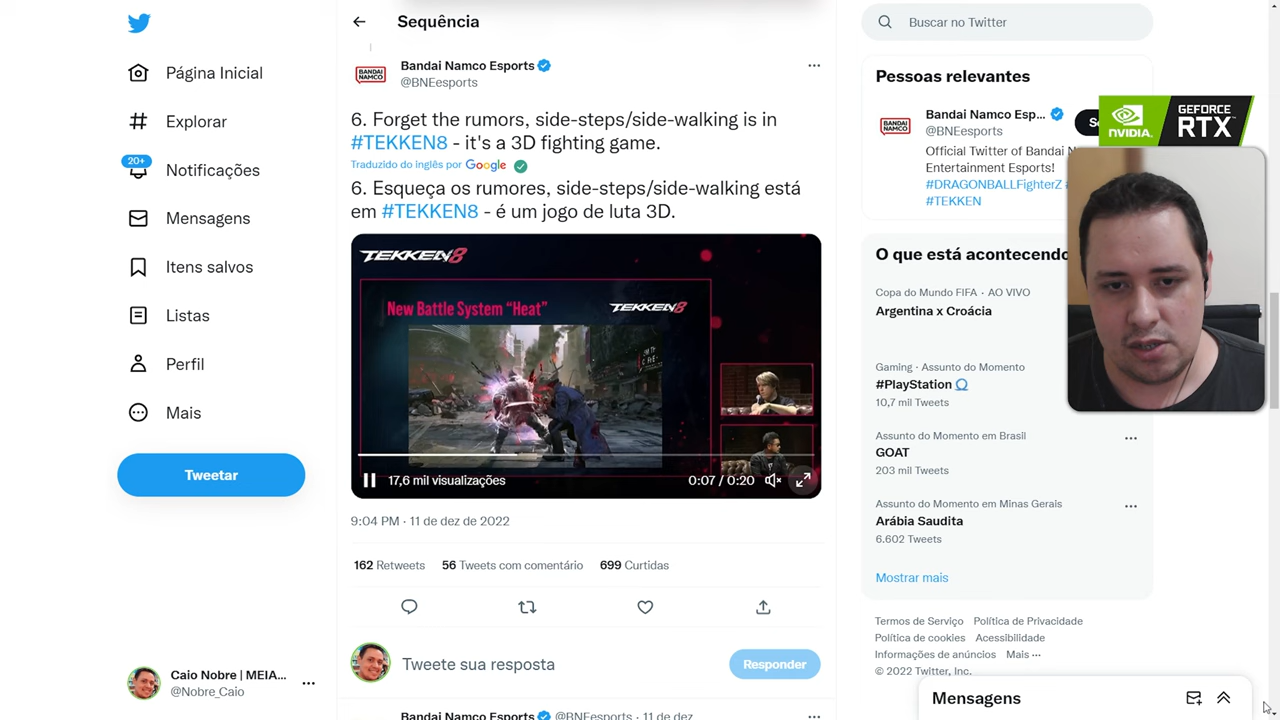 Página Inicial
Explorar
20+
Notificações
Mensagens
Itens salvos
Listas
Perfil
Mais
Tweetar
Caio Nobre | MEIA...
@Nobre_Caio
Sequência
BANDAI NAMCO
Bandai Namco Esports
@BNEesports
6. Forget the rumors, side-steps/side-walking is in
#TEKKEN8 - it's a 3D fighting game.
Traduzido do inglês por Google
6. Esqueça os rumores, side-steps/side-walking está
em #TEKKEN8 - é um jogo de luta 3D.
TEKKEN 8
New Battle System “Heat”
TEKKEN 8
17,6 mil visualizações
0:07 / 0:20
9:04 PM · 11 de dez de 2022
162 Retweets 56 Tweets com comentário 699 Curtidas
Tweete sua resposta
Responder
Bandai Namco Esports @BNEesports · 11 de dez
Buscar no Twitter
Pessoas relevantes
BANDAI NAMCO
Bandai Namco Esp...
@BNEesports
Official Twitter of Bandai N
Entertainment Esports!
#DRAGONBALLFighterZ
#TEKKEN
NVIDIA.
GEFORCE
RTX
O que está acontecendo
Copa do Mundo FIFA · AO VIVO
Argentina x Croácia
Gaming · Assunto do Momento
#PlayStation
10,7 mil Tweets
Assunto do Momento em Brasil
GOAT
203 mil Tweets
Assunto do Momento em Minas Gerais
Arábia Saudita
6.602 Tweets
Mostrar mais
Termos de Serviço Política de Privacidade
Política de cookies Acessibilidade
Informações de anúncios Mais ···
© 2022 Twitter, Inc.
Mensagens